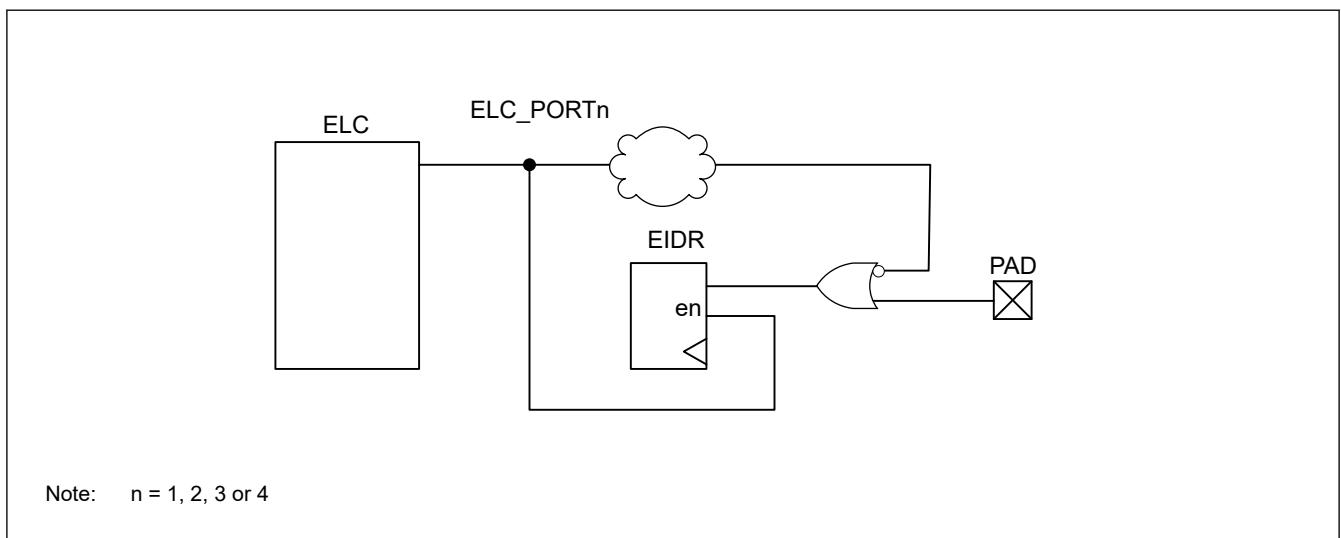 ELC_PORTn
ELC
EIDR
PAD
en
Note: n = 1, 2, 3 or 4